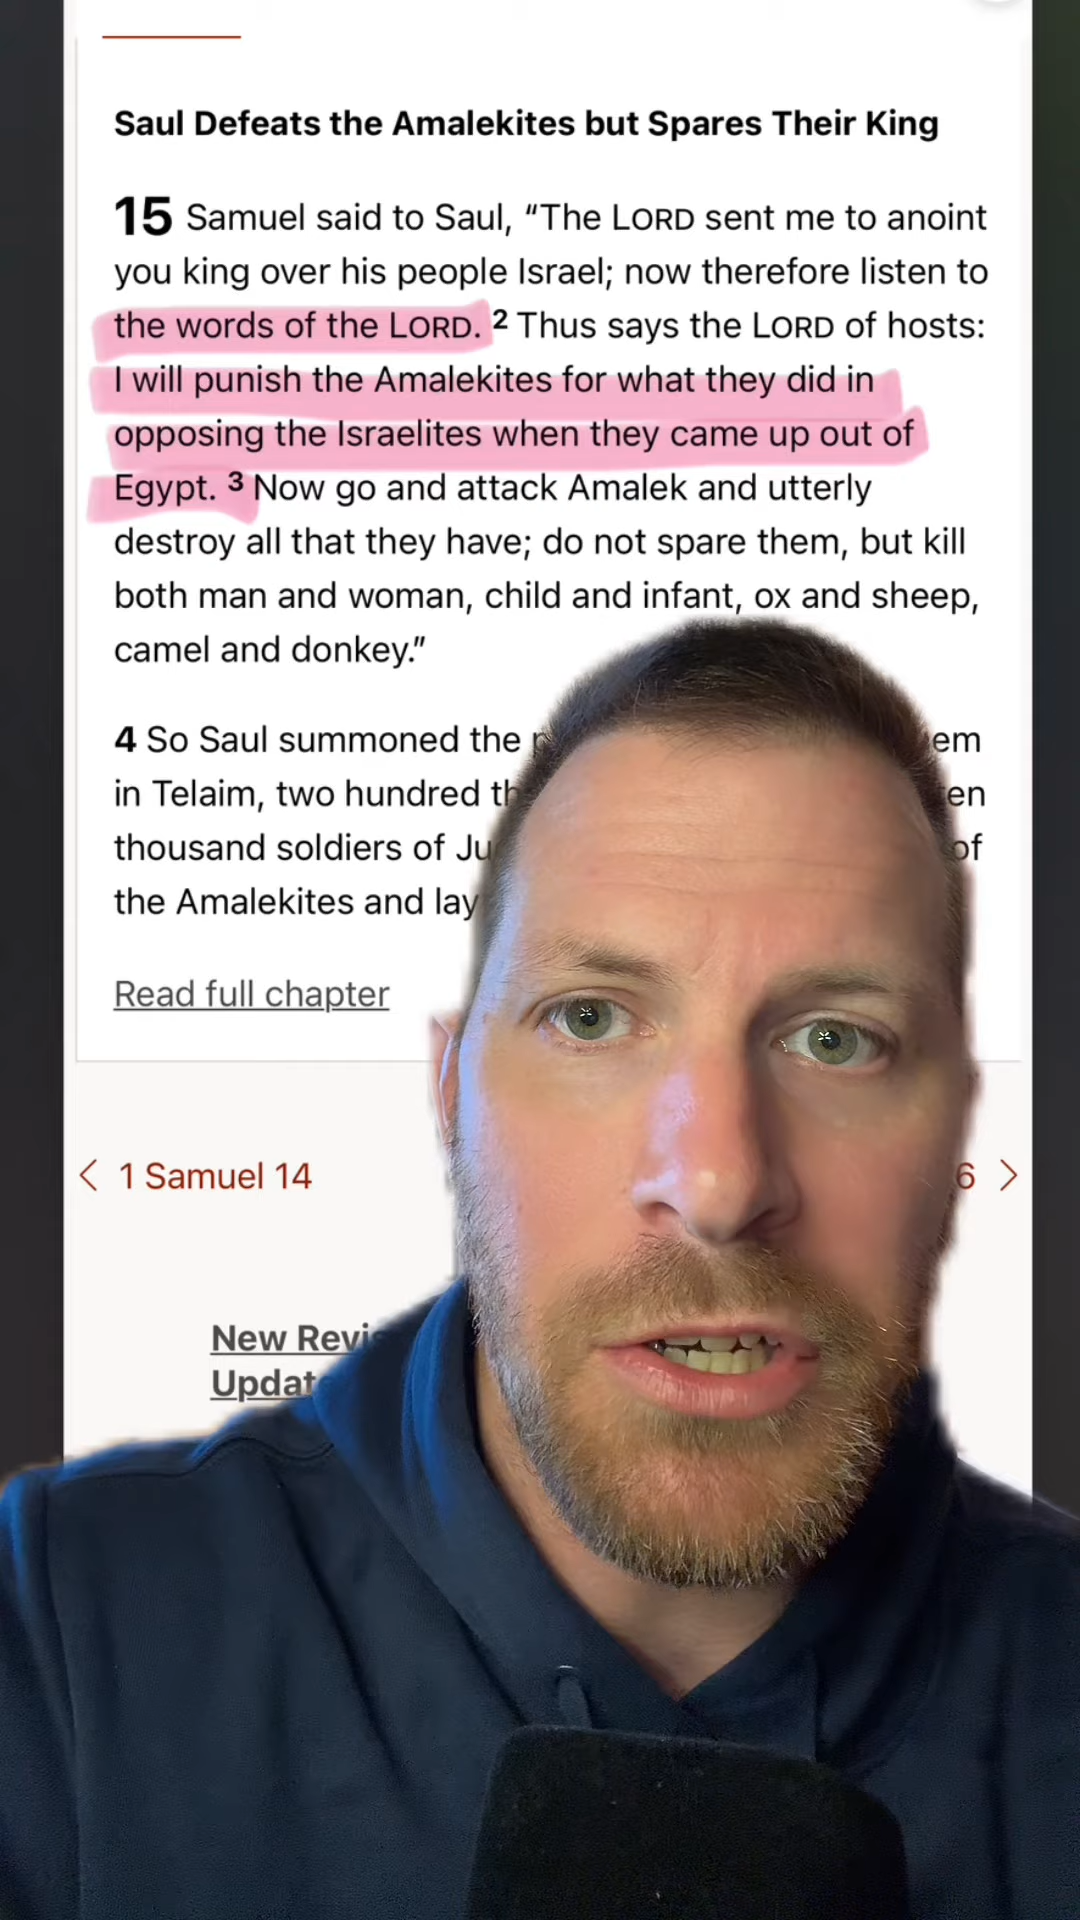 Saul Defeats the Amalekites but Spares Their King
15 Samuel said to Saul, “The LORD sent me to anoint
you king over his people Israel; now therefore listen to
the words of the LORD. 2 Thus says the LORD of hosts:
I will punish the Amalekites for what they did in
opposing the Israelites when they came up out of
Egypt. 3 Now go and attack Amalek and utterly
destroy all that they have; do not spare them, but kill
both man and woman, child and infant, ox and sheep,
camel and donkey.”
4 So Saul summoned the
in Telaim, two hundred
thousand soldiers of of
the Amalekites and lay
Read full chapter
< 1 Samuel 14 6 >
New